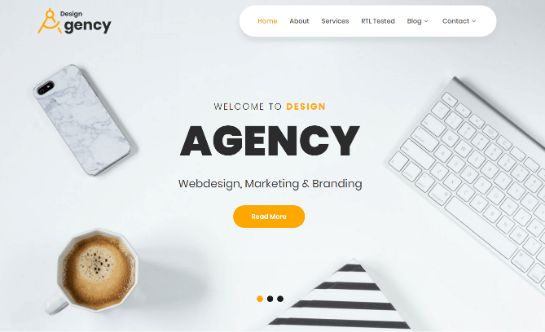 Design
Agency
Home About Services RTL Tested Blog Contact
WELCOME TO DESIGN
AGENCY
Webdesign, Marketing & Branding
Read More